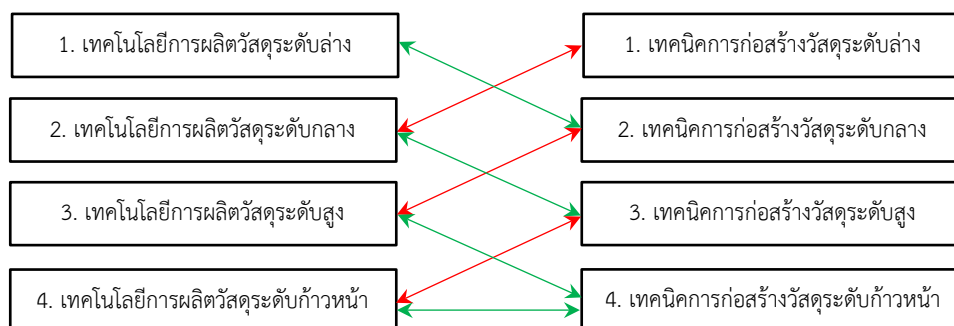 1. เทคโนโลยีการผลิตวัสดุระดับล่าง
1. เทคนิคการก่อสร้างวัสดุระดับล่าง
2. เทคโนโลยีการผลิตวัสดุระดับกลาง
2. เทคนิคการก่อสร้างวัสดุระดับกลาง
3. เทคโนโลยีการผลิตวัสดุระดับสูง
3. เทคนิคการก่อสร้างวัสดุระดับสูง
4. เทคโนโลยีการผลิตวัสดุระดับก้าวหน้า
4. เทคนิคการก่อสร้างวัสดุระดับก้าวหน้า